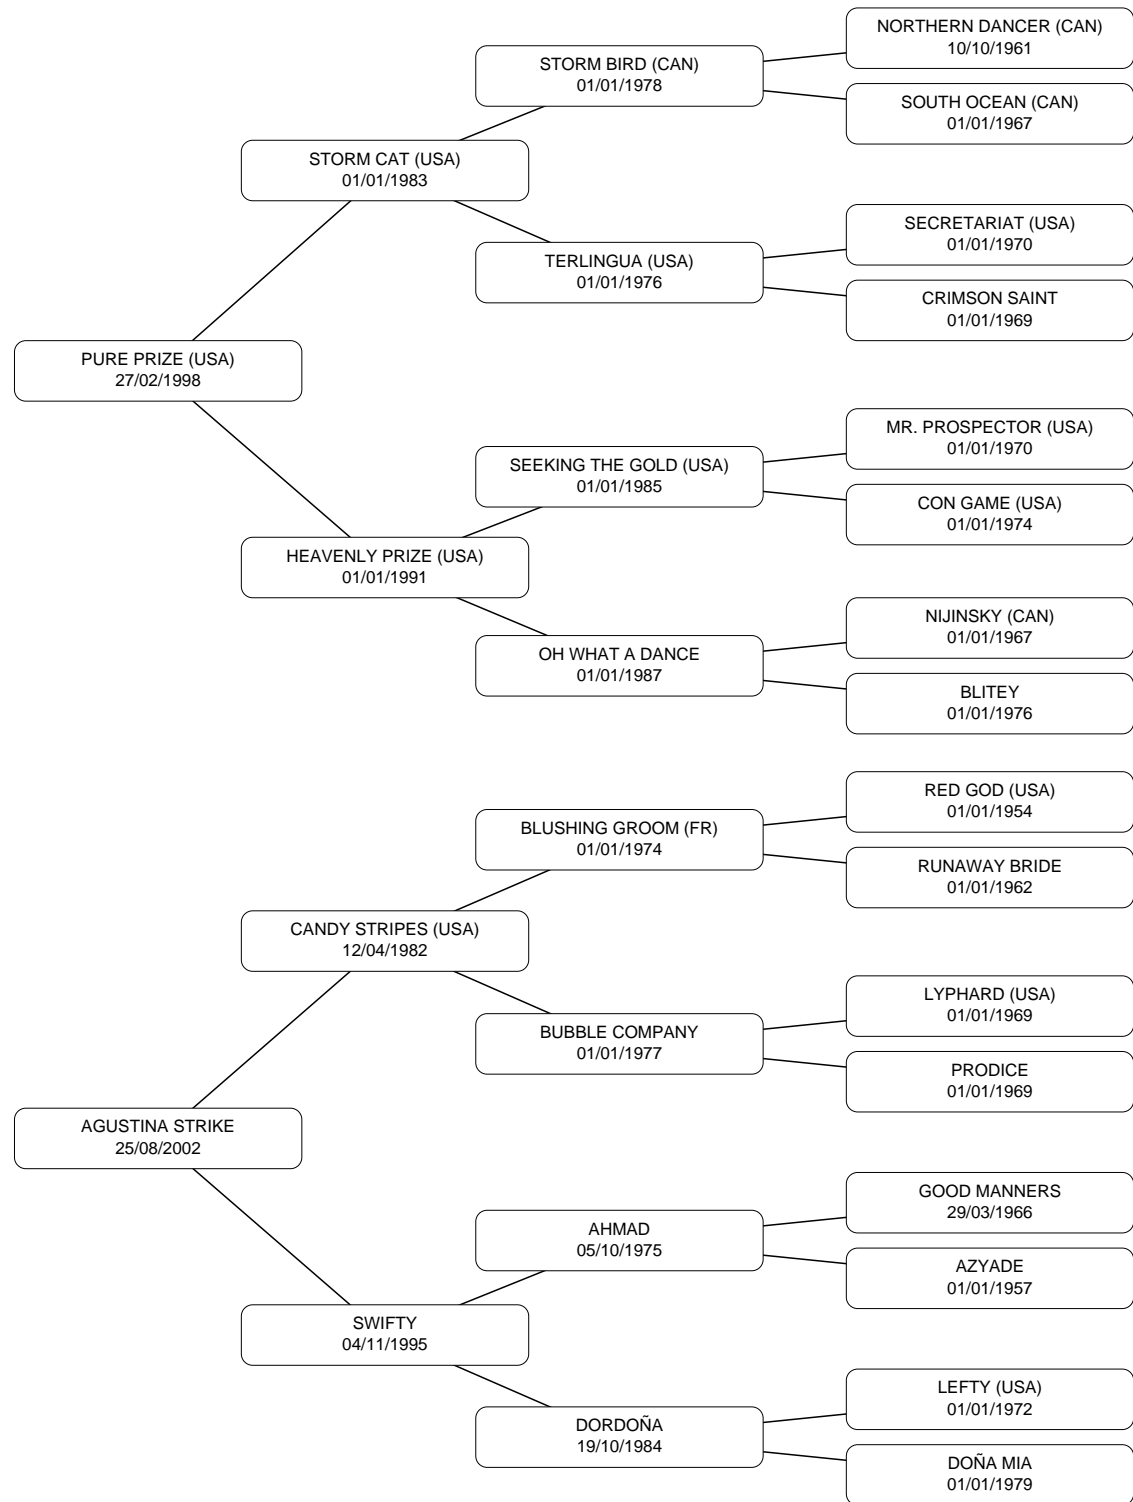 NORTHERN DANCER (CAN)
10/10/1961
STORM BIRD (CAN)
01/01/1978
SOUTH OCEAN (CAN)
01/01/1967
STORM CAT (USA)
01/01/1983
SECRETARIAT (USA)
01/01/1970
TERLINGUA (USA)
01/01/1976
CRIMSON SAINT
01/01/1969
PURE PRIZE (USA)
27/02/1998
MR. PROSPECTOR (USA)
01/01/1970
SEEKING THE GOLD (USA)
01/01/1985
CON GAME (USA)
01/01/1974
HEAVENLY PRIZE (USA)
01/01/1991
NIJINSKY (CAN)
01/01/1967
OH WHAT A DANCE
01/01/1987
BLITEY
01/01/1976
RED GOD (USA)
01/01/1954
BLUSHING GROOM (FR)
01/01/1974
RUNAWAY BRIDE
01/01/1962
CANDY STRIPES (USA)
12/04/1982
LYPHARD (USA)
01/01/1969
BUBBLE COMPANY
01/01/1977
PRODICE
01/01/1969
AGUSTINA STRIKE
25/08/2002
GOOD MANNERS
29/03/1966
AHMAD
05/10/1975
AZYADE
01/01/1957
SWIFTY
04/11/1995
LEFTY (USA)
01/01/1972
DORDOÑA
19/10/1984
DOÑA MIA
01/01/1979